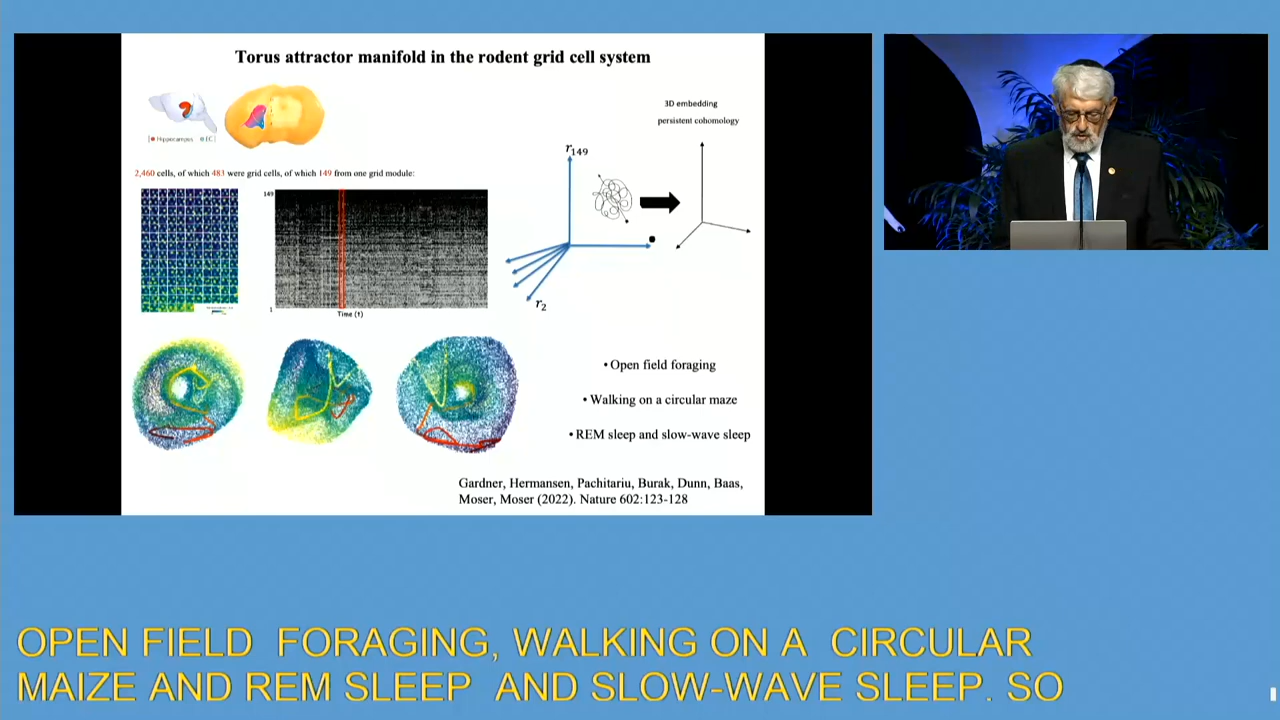 Torus attractor manifold in the rodent grid cell system
Hippocampus EC
2,460 cells, of which 483 were grid cells, of which 149 from one grid module:
149
1
Time (t)
r149
r2
3D embedding
persistent cohomology
• Open field foraging
• Walking on a circular maze
• REM sleep and slow-wave sleep
Gardner, Hermansen, Pachitariu, Burak, Dunn, Baas,
Moser, Moser (2022). Nature 602:123-128
OPEN FIELD FORAGING, WALKING ON A CIRCULAR
MAIZE AND REM SLEEP AND SLOW-WAVE SLEEP. SO